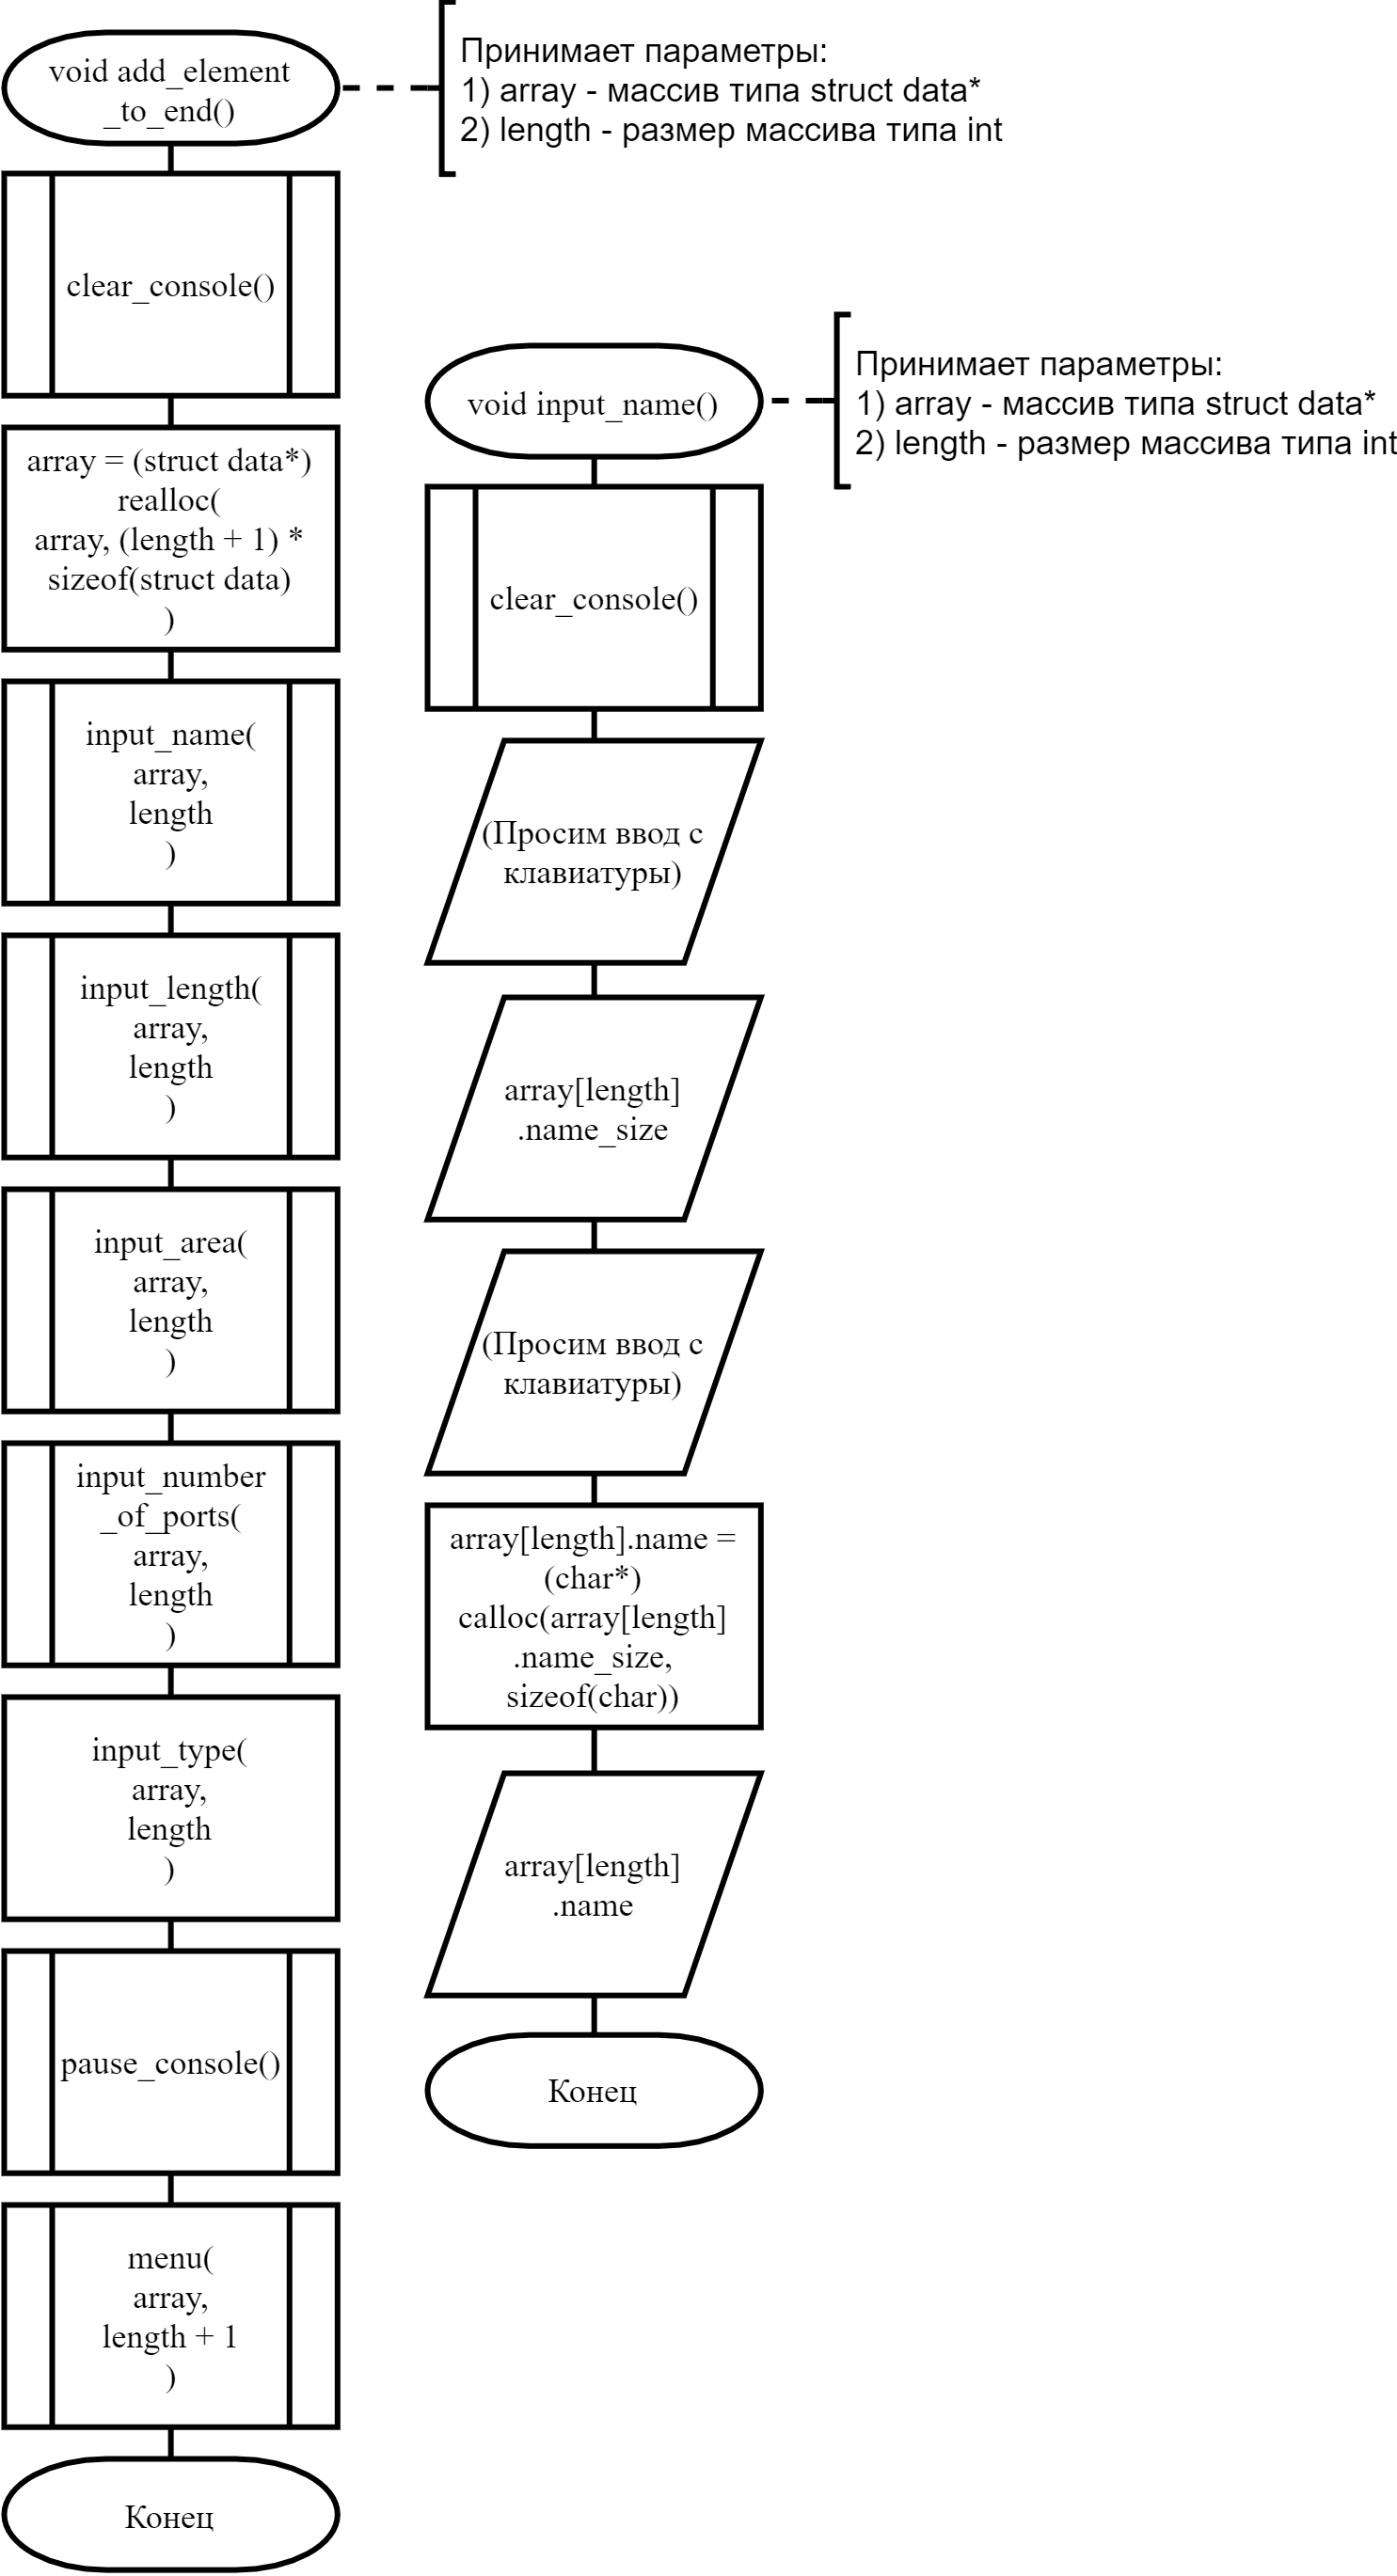 void add_element
_to_end()
Принимает параметры:
1) array - массив типа struct data*
2) length - размер массива типа int
clear_console()
array = (struct data*)
realloc(
array, (length + 1) *
sizeof(struct data)
)
input_name(
array,
length
)
input_length(
array,
length
)
input_area(
array,
length
)
input_number
_of_ports(
array,
length
)
input_type(
array,
length
)
pause_console()
menu(
array,
length + 1
)
Конец
void input_name()
Принимает параметры:
1) array - массив типа struct data*
2) length - размер массива типа int
clear_console()
(Просим ввод с
клавиатуры)
array[length]
.name_size
(Просим ввод с
клавиатуры)
array[length].name =
(char*)
calloc(array[length]
.name_size,
sizeof(char))
array[length]
.name
Конец